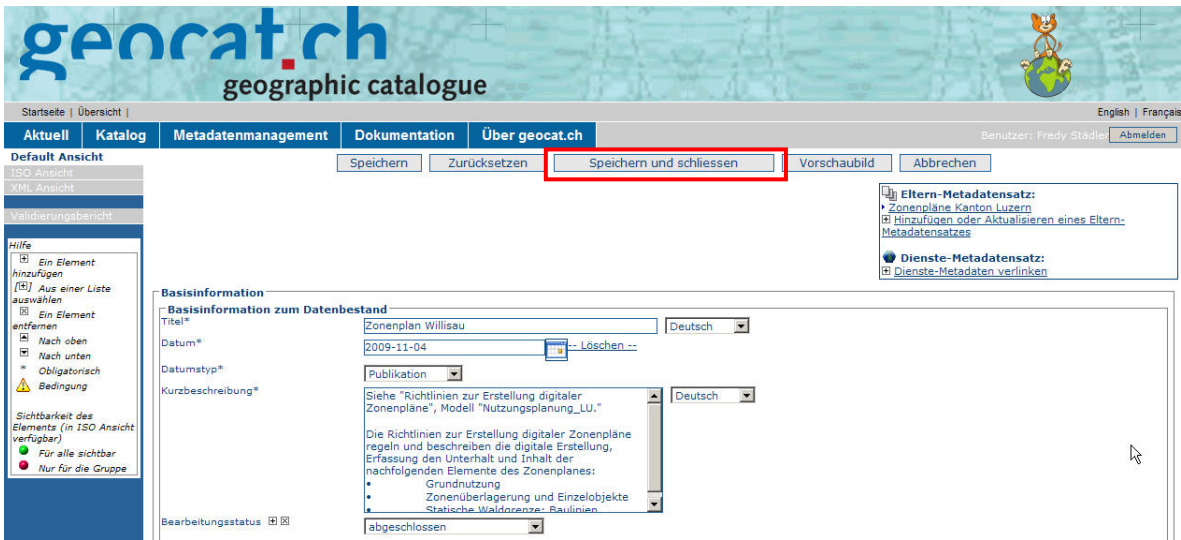 geocat.ch
geographic catalogue
Startseite | Übersicht |
English | Français
Aktuell Katalog Metadatenmanagement Dokumentation Über geocat.ch
Benutzer: Fredy Städler Abmelden
Default Ansicht
ISO Ansicht
XML Ansicht
Validierungsbericht
Speichern Zurücksetzen Speichern und schliessen Vorschaubild Abbrechen
Eltern-Metadatensatz:
Zonenpläne Kanton Luzern
Hinzufügen oder Aktualisieren eines Eltern-
Metadatensatzes
Dienste-Metadatensatz:
Dienste-Metadaten verlinken
Hilfe
Ein Element
hinzufügen
[+] Aus einer Liste
auswählen
Ein Element
entfernen
Nach oben
Nach unten
* Obligatorisch
Bedingung
Sichtbarkeit des
Elements (in ISO Ansicht
verfügbar)
Für alle sichtbar
Nur für die Gruppe
Basisinformation
Basisinformation zum Datenbestand
Titel* Zonenplan Willisau Deutsch
Datum* 2009-11-04 -- Löschen --
Datumstyp* Publikation
Kurzbeschreibung* Deutsch
Siehe "Richtlinien zur Erstellung digitaler
Zonenpläne", Modell "Nutzungsplanung_LU."
Die Richtlinien zur Erstellung digitaler Zonenpläne
regeln und beschreiben die digitale Erstellung,
Erfassung den Unterhalt und Inhalt der
nachfolgenden Elemente des Zonenplanes:
• Grundnutzung
• Zonenüberlagerung und Einzelobjekte
• Statische Waldgrenze; Baulinien
Bearbeitungsstatus abgeschlossen